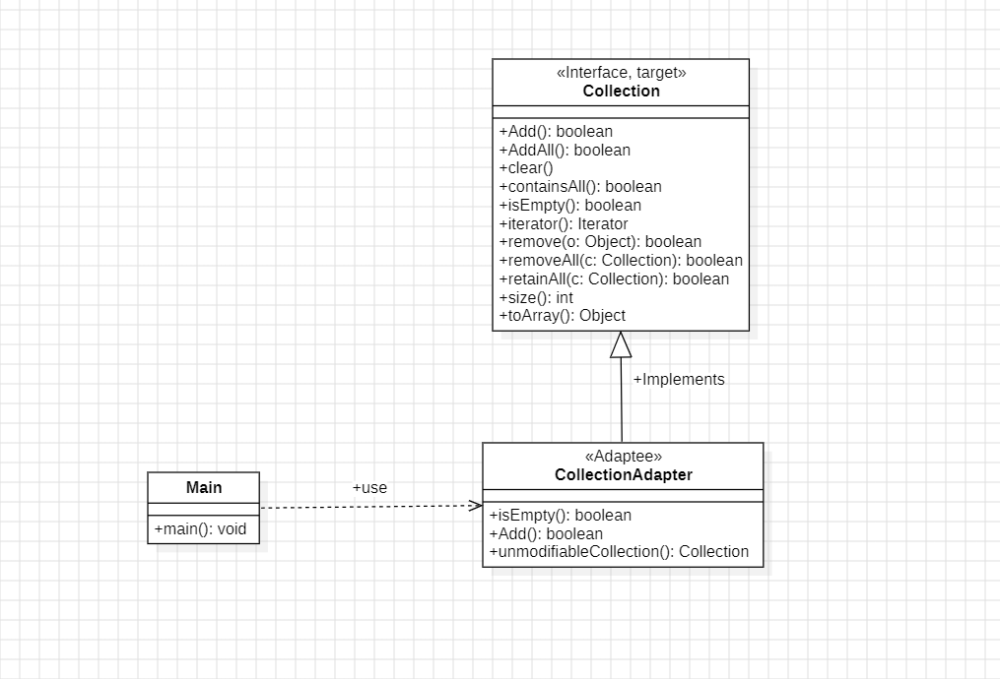 «Interface, target»
Collection
+Add(): boolean
+AddAll(): boolean
+clear()
+containsAll(): boolean
+isEmpty(): boolean
+iterator(): Iterator
+remove(o: Object): boolean
+removeAll(c: Collection): boolean
+retainAll(c: Collection): boolean
+size(): int
+toArray(): Object
+Implements
«Adaptee»
CollectionAdapter
+isEmpty(): boolean
+Add(): boolean
+unmodifiableCollection(): Collection
Main
+main(): void
+use